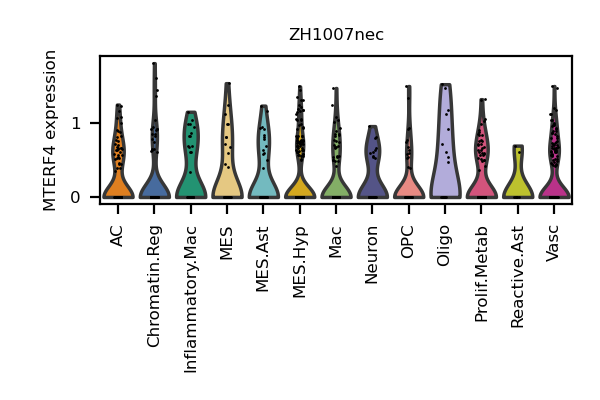 ZH1007nec
MTERF4 expression
1
0
AC
Chromatin.Reg
Inflammatory.Mac
MES
MES.Ast
MES.Hyp
Mac
Neuron
OPC
Oligo
Prolif.Metab
Reactive.Ast
Vasc